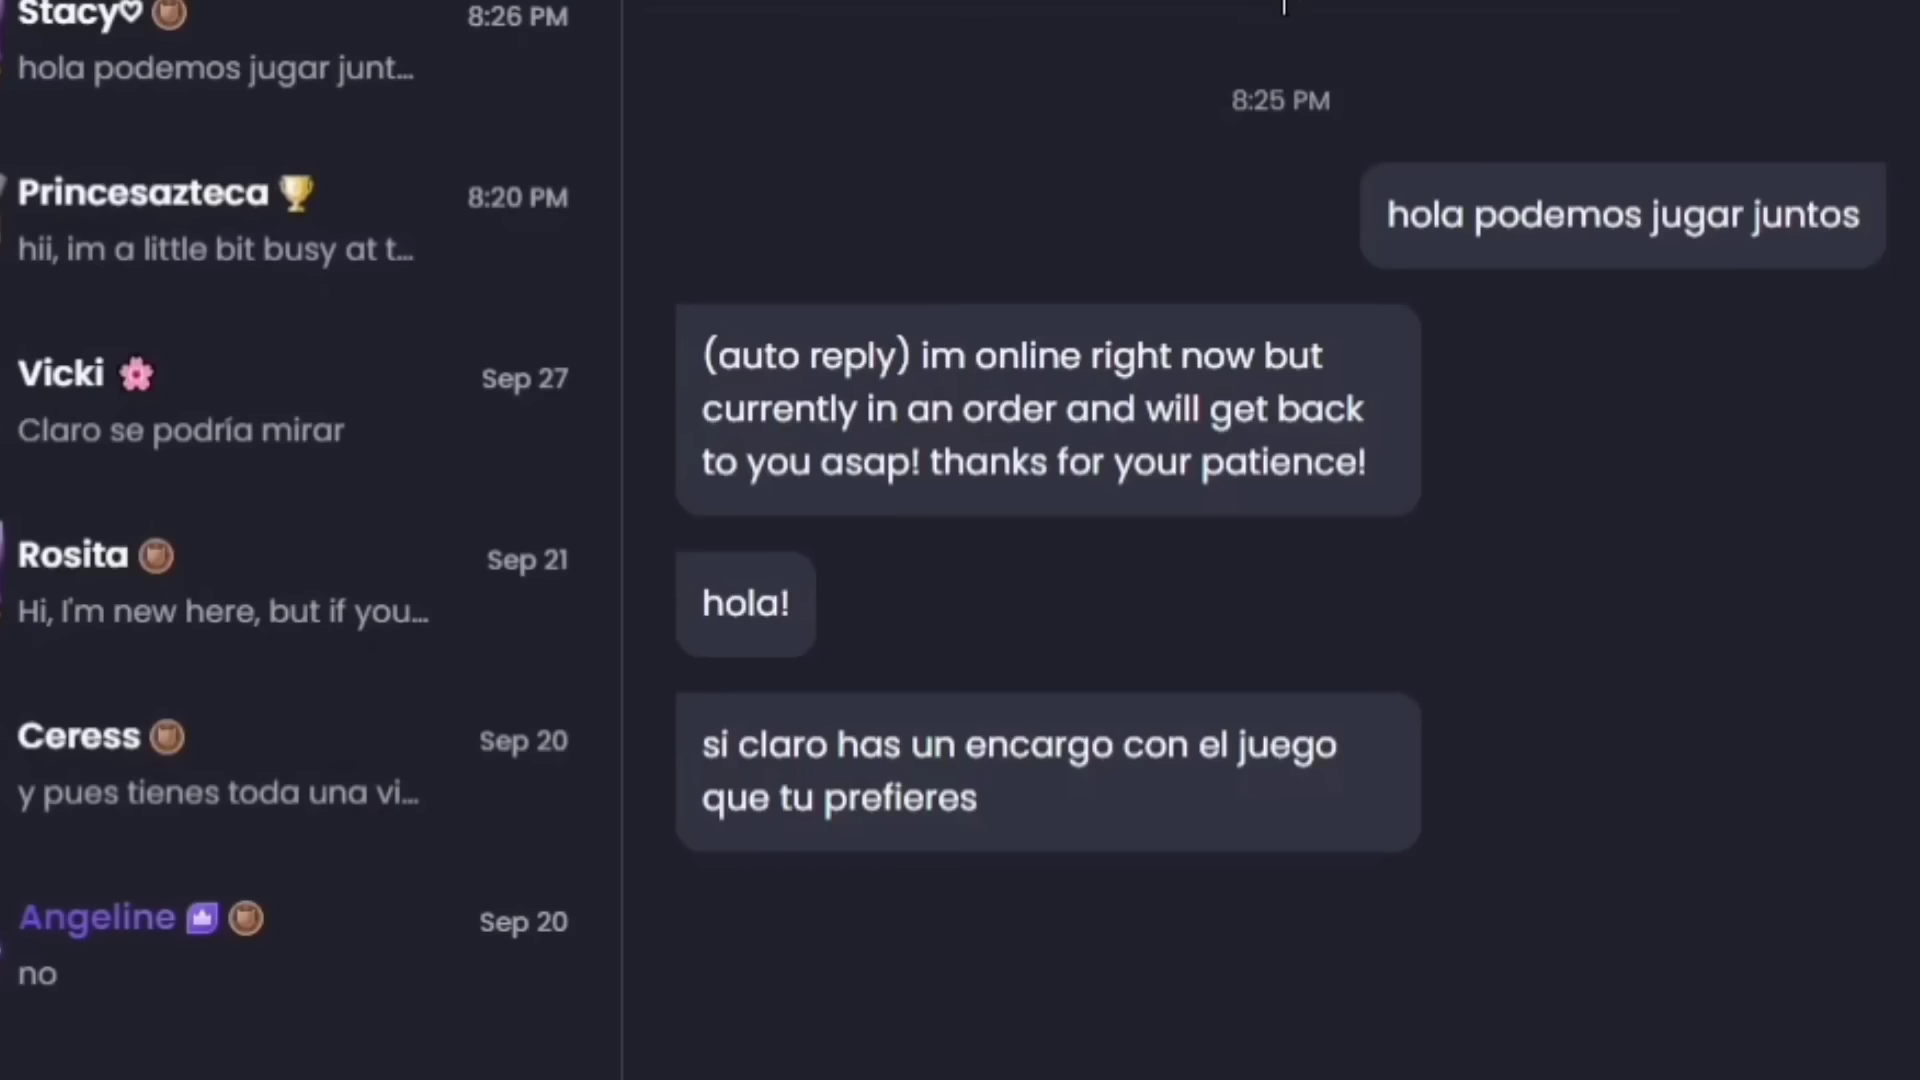 Stacy♡
8:26 PM
hola podemos jugar junt...
Princesazteca 🏆
8:20 PM
hii, im a little bit busy at t...
Vicki 🌸
Sep 27
Claro se podría mirar
Rosita
Sep 21
Hi, I'm new here, but if you...
Ceress
Sep 20
y pues tienes toda una vi...
Angeline
Sep 20
no
8:25 PM
hola podemos jugar juntos
(auto reply) im online right now but
currently in an order and will get back
to you asap! thanks for your patience!
hola!
si claro has un encargo con el juego
que tu prefieres